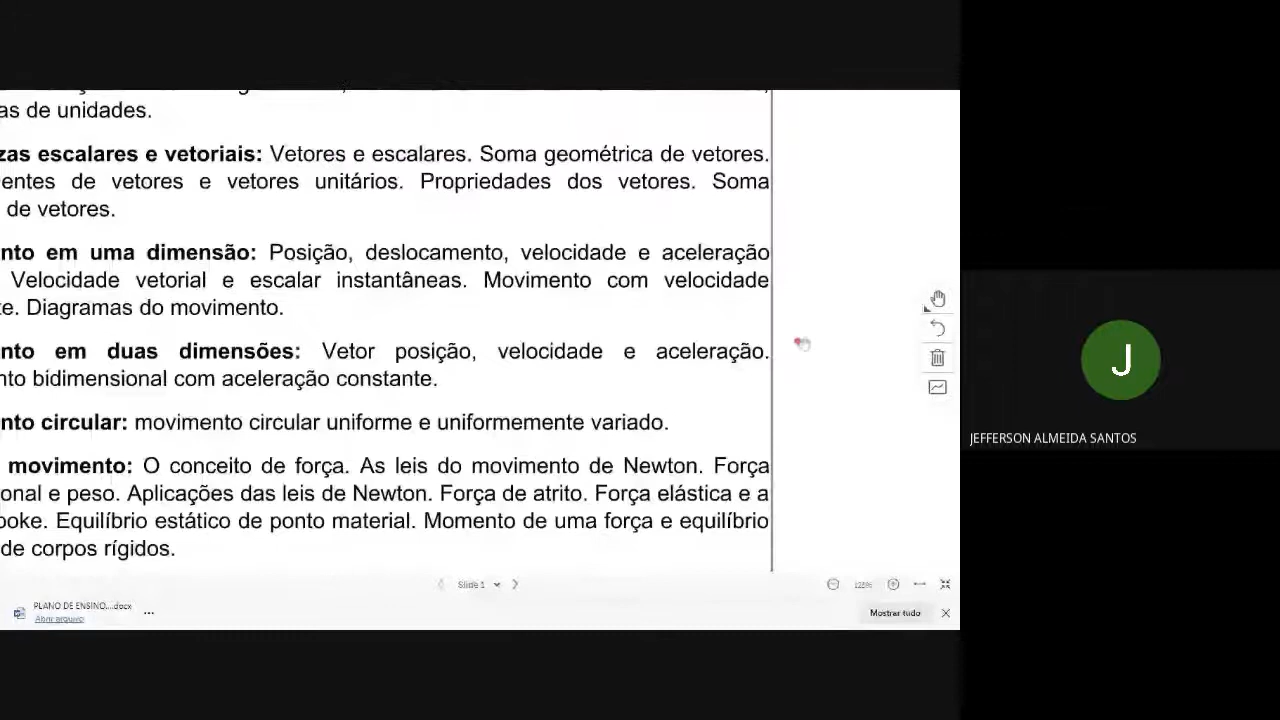 as de unidades.
zas escalares e vetoriais: Vetores e escalares. Soma geométrica de vetores.
entes de vetores e vetores unitários. Propriedades dos vetores. Soma
de vetores.
nto em uma dimensão: Posição, deslocamento, velocidade e aceleração
Velocidade vetorial e escalar instantâneas. Movimento com velocidade
te. Diagramas do movimento.
nto em duas dimensões: Vetor posição, velocidade e aceleração.
nto bidimensional com aceleração constante.
nto circular: movimento circular uniforme e uniformemente variado.
movimento: O conceito de força. As leis do movimento de Newton. Força
onal e peso. Aplicações das leis de Newton. Força de atrito. Força elástica e a
ooke. Equilíbrio estático de ponto material. Momento de uma força e equilíbrio
de corpos rígidos.
Slide 1
PLANO DE ENSINO....docx
Abrir arquivo
...
Mostrar tudo
J
JEFFERSON ALMEIDA SANTOS